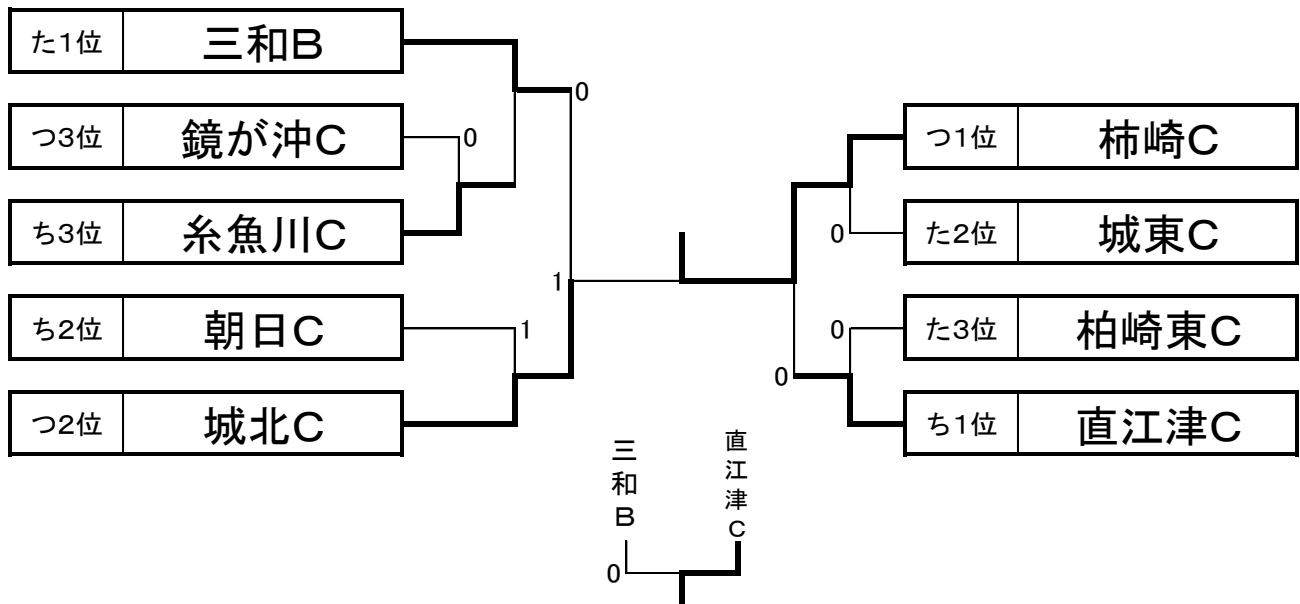 た1位 三和B
つ3位 鏡が沖C
ち3位 糸魚川C
ち2位 朝日C
つ2位 城北C
0
0
1
1
つ1位 柿崎C
た2位 城東C
た3位 柏崎東C
ち1位 直江津C
0
0
0
三和B
直江津C
0